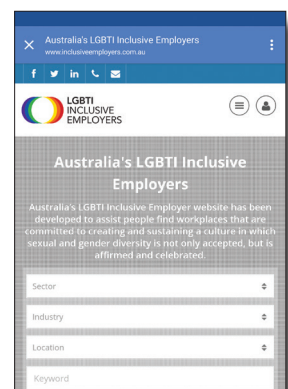 Australia's LGBTI Inclusive Employers
www.inclusiveemployers.com.au
LGBTI
INCLUSIVE
EMPLOYERS
Australia's LGBTI Inclusive
Employers
Australia's LGBTI Inclusive Employer website has been
developed to assist people find workplaces that are
committed to creating and sustaining a culture in which
sexual and gender diversity is not only accepted, but is
affirmed and celebrated.
Sector
Industry
Location
Keyword